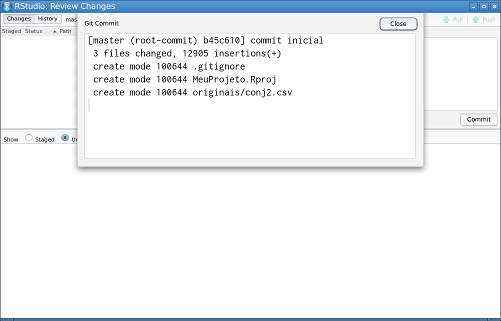 RStudio: Review Changes
Changes History mas
Git Commit
Close
Pull Push
Staged Status Path
[master (root-commit) b45c610] commit inicial
3 files changed, 12905 insertions(+)
create mode 100644 .gitignore
create mode 100644 MeuProjeto.Rproj
create mode 100644 originais/conj2.csv
Commit
Show Staged Un